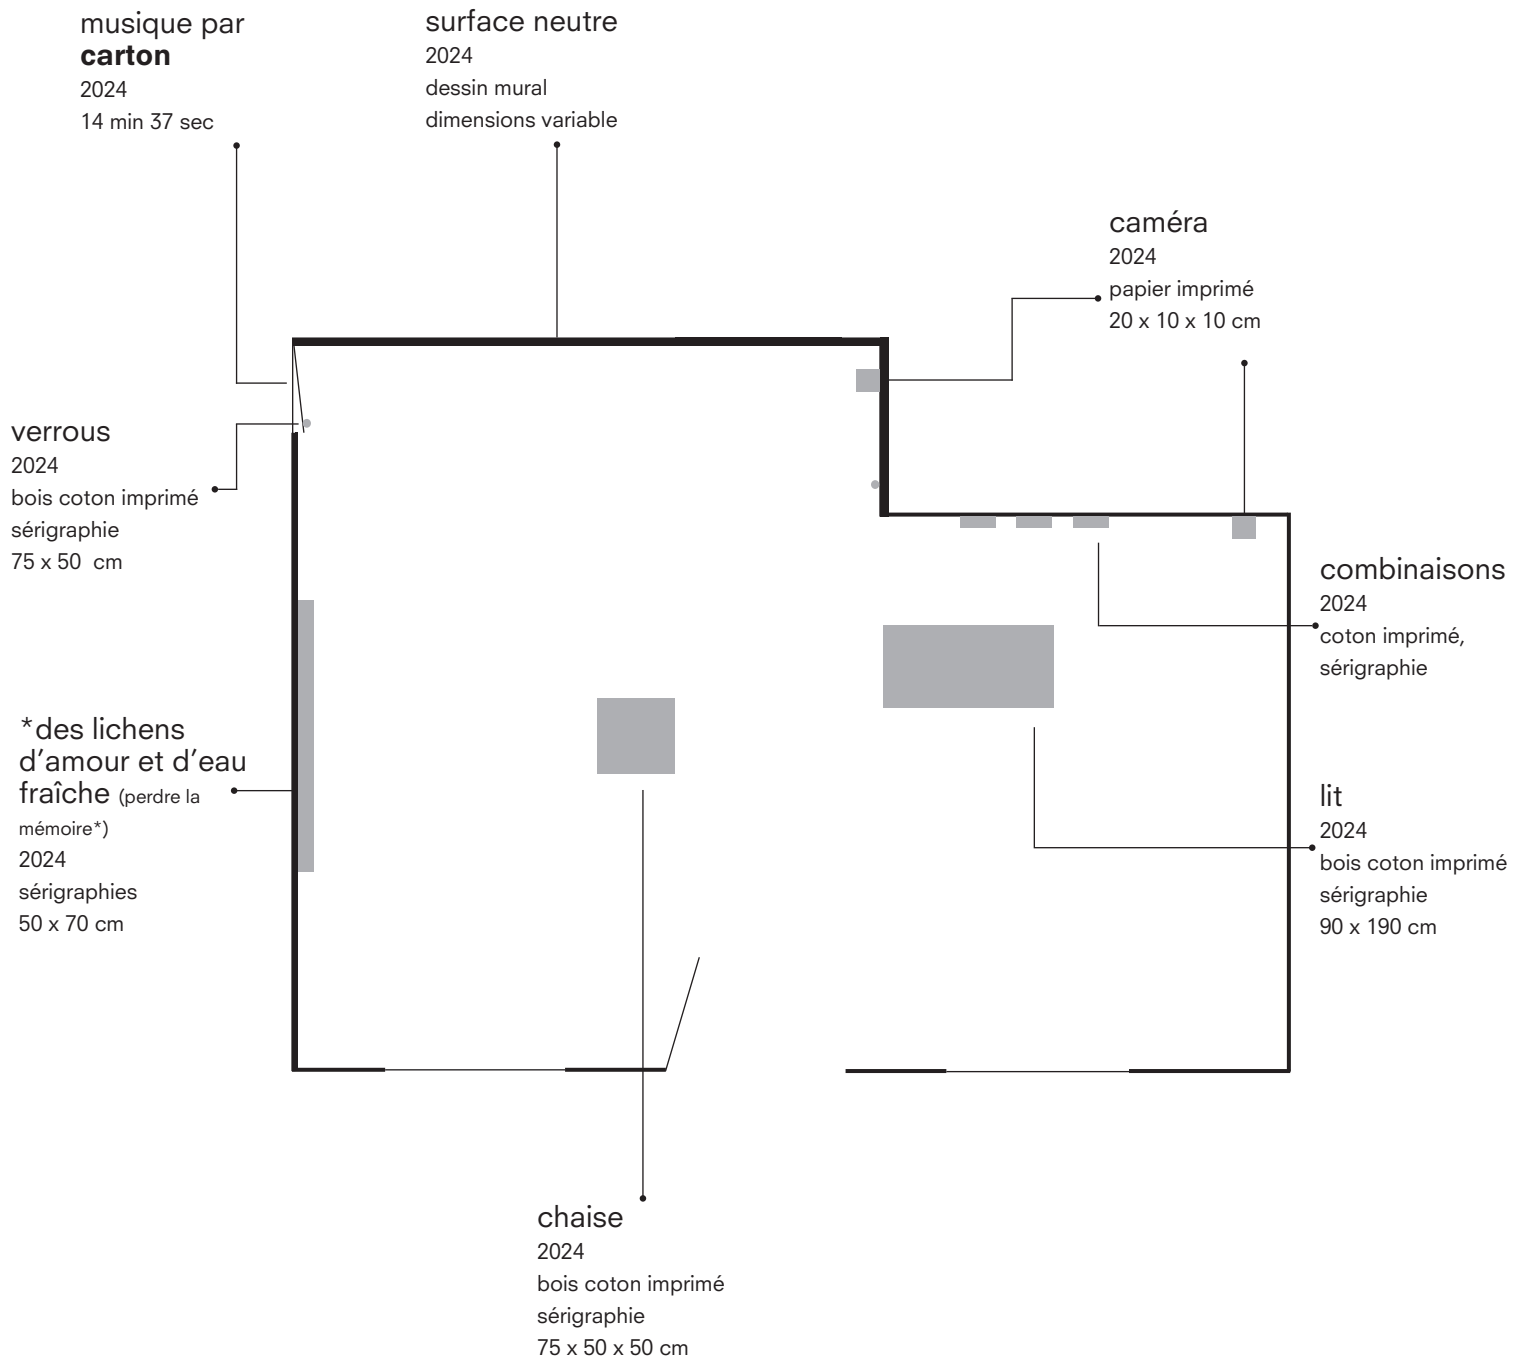 musique par
carton
2024
14 min 37 sec
surface neutre
2024
dessin mural
dimensions variable
caméra
2024
papier imprimé
20 x 10 x 10 cm
verrous
2024
bois coton imprimé
sérigraphie
75 x 50  cm
combinaisons
2024
coton imprimé,
sérigraphie
*des lichens
d’amour et d’eau
fraîche (perdre la
mémoire*)
2024
sérigraphies
50 x 70 cm
lit
2024
bois coton imprimé
sérigraphie
90 x 190 cm
chaise
2024
bois coton imprimé
sérigraphie
75 x 50 x 50 cm